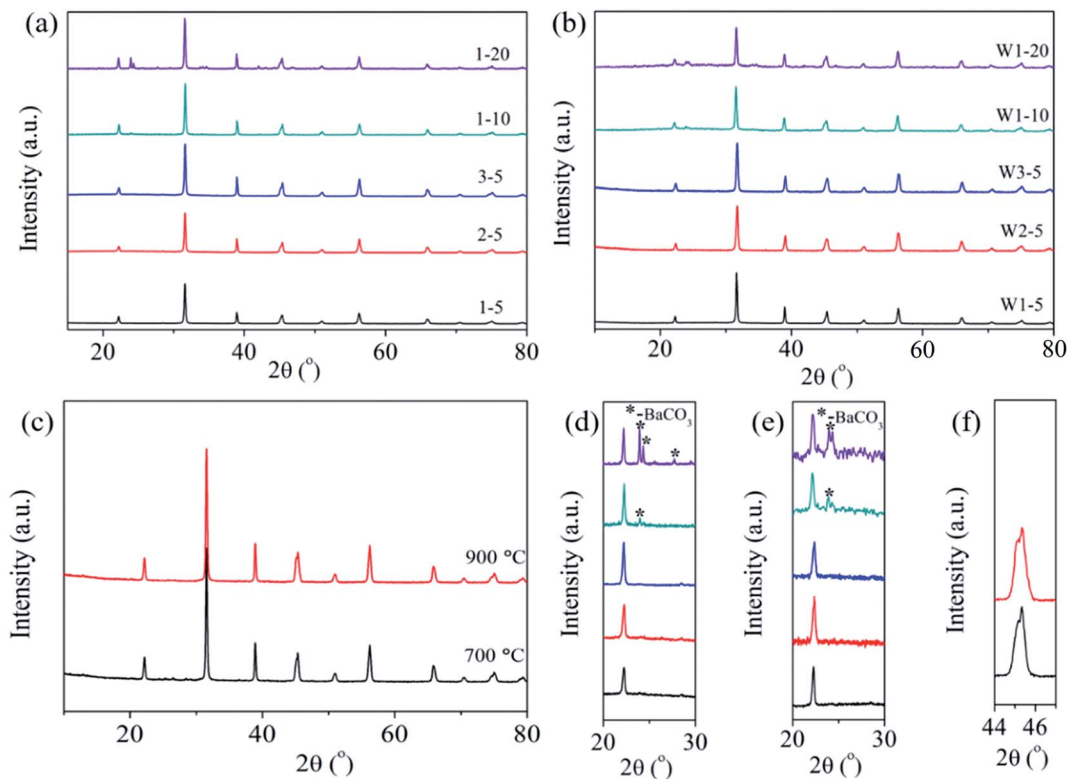 (a)
Intensity (a.u.)
1-20
1-10
3-5
2-5
1-5
20 40 60 80
2θ (°)
(b)
Intensity (a.u.)
W1-20
W1-10
W3-5
W2-5
W1-5
20 40 60 80
2θ (°)
(c)
Intensity (a.u.)
900 °C
700 °C
20 40 60 80
2θ (°)
(d)
Intensity (a.u.)
*-BaCO₃
* *
*
*
20 30
2θ (°)
(e)
Intensity (a.u.)
*-BaCO₃
*
*
20 30
2θ (°)
(f)
Intensity (a.u.)
44 46
2θ (°)